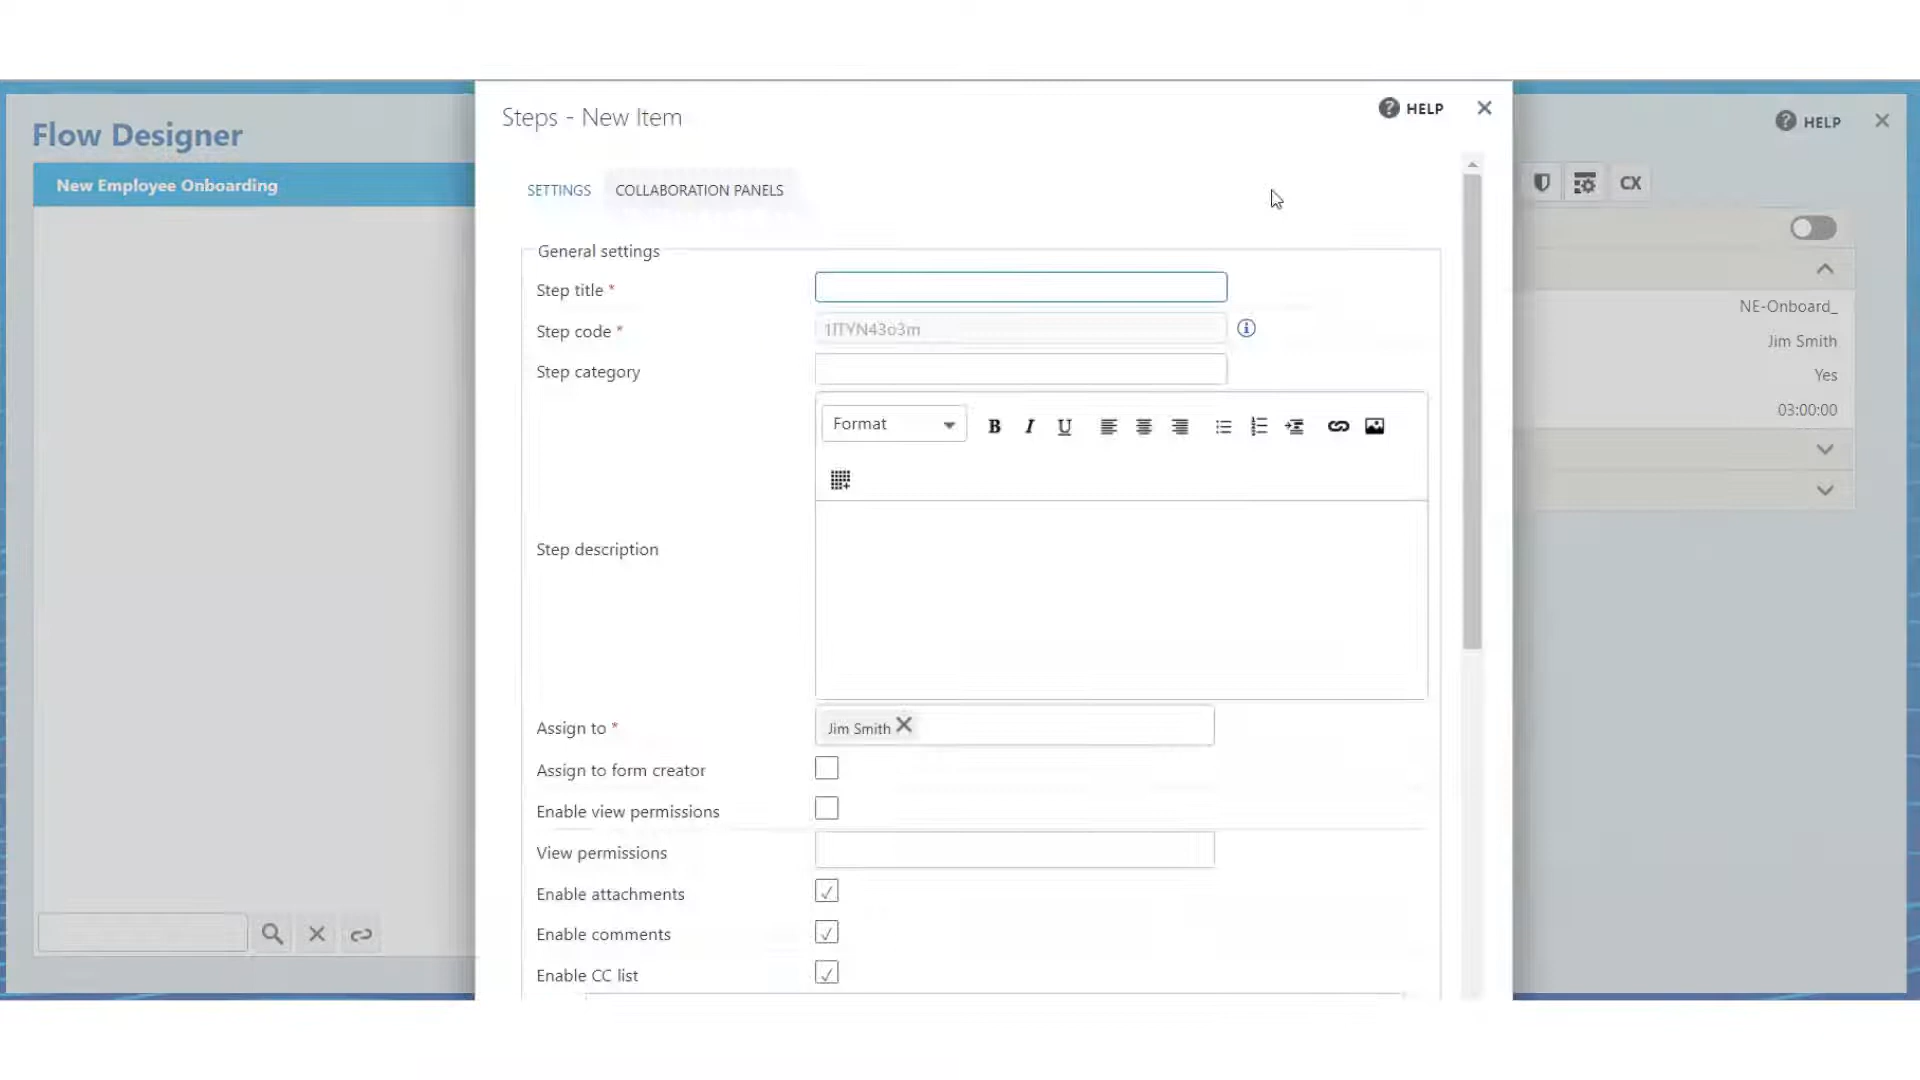 Flow Designer
New Employee Onboarding
Steps - New Item
HELP
SETTINGS
COLLABORATION PANELS
General settings
Step title *
Step code *
Step category
Format
B I U
Step description
Assign to *
Jim Smith
Assign to form creator
Enable view permissions
View permissions
Enable attachments
Enable comments
Enable CC list
HELP
CX
NE-Onboard_
Jim Smith
Yes
03:00:00